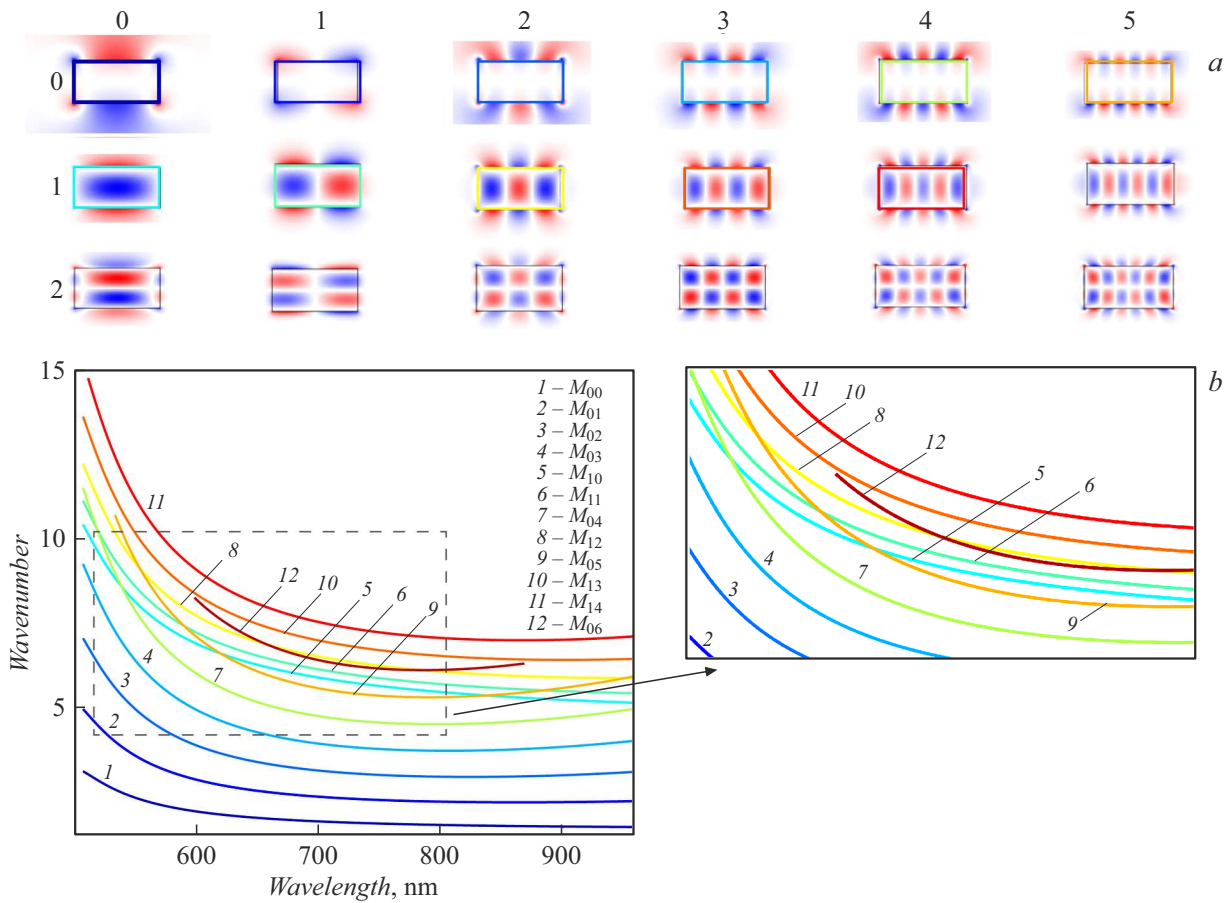 0 1 2 3 4 5
a
0
1
2
b
15
10
5
Wavenumber
600 700 800 900
Wavelength, nm
1 – M00
2 – M01
3 – M02
4 – M03
5 – M10
6 – M11
7 – M04
8 – M12
9 – M05
10 – M13
11 – M14
12 – M06
11
8
12
10
5
6
9
4
3
7
2
1
11
10
8
12
5
6
4
7
3
9
2